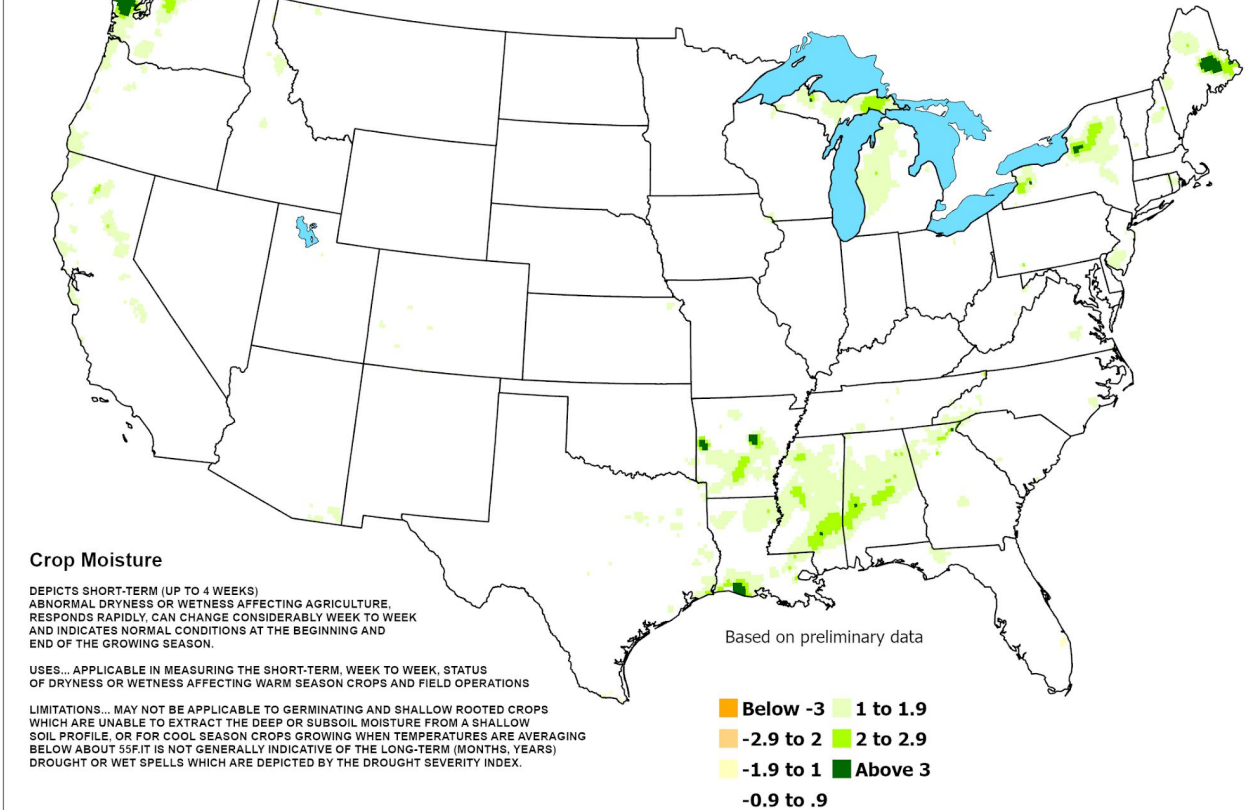 Crop Moisture
DEPICTS SHORT-TERM (UP TO 4 WEEKS)
ABNORMAL DRYNESS OR WETNESS AFFECTING AGRICULTURE,
RESPONDS RAPIDLY, CAN CHANGE CONSIDERABLY WEEK TO WEEK
AND INDICATES NORMAL CONDITIONS AT THE BEGINNING AND
END OF THE GROWING SEASON.
USES... APPLICABLE IN MEASURING THE SHORT-TERM, WEEK TO WEEK, STATUS
OF DRYNESS OR WETNESS AFFECTING WARM SEASON CROPS AND FIELD OPERATIONS
LIMITATIONS... MAY NOT BE APPLICABLE TO GERMINATING AND SHALLOW ROOTED CROPS
WHICH ARE UNABLE TO EXTRACT THE DEEP OR SUBSOIL MOISTURE FROM A SHALLOW
SOIL PROFILE, OR FOR COOL SEASON CROPS GROWING WHEN TEMPERATURES ARE AVERAGING
BELOW ABOUT 55F.IT IS NOT GENERALLY INDICATIVE OF THE LONG-TERM (MONTHS, YEARS)
DROUGHT OR WET SPELLS WHICH ARE DEPICTED BY THE DROUGHT SEVERITY INDEX.
Based on preliminary data
Below -3
-2.9 to 2
-1.9 to 1
-0.9 to .9
1 to 1.9
2 to 2.9
Above 3